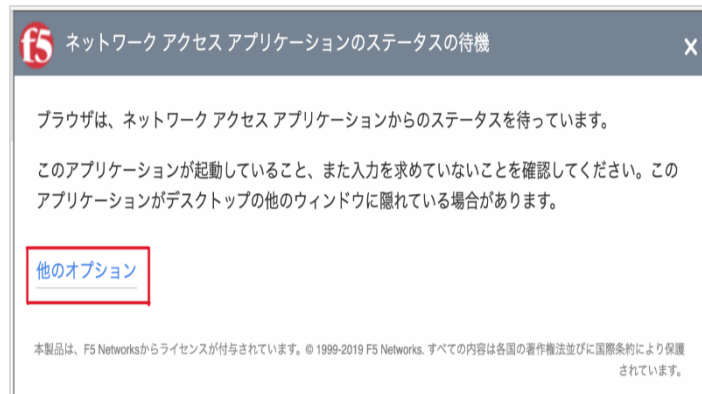 f5 ネットワーク アクセス アプリケーションのステータスの待機
ブラウザは、ネットワーク アクセス アプリケーションからのステータスを待っています。
このアプリケーションが起動していること、また入力を求めていないことを確認してください。この
アプリケーションがデスクトップの他のウィンドウに隠れている場合があります。
他のオプション
本製品は、F5 Networksからライセンスが付与されています。© 1999-2019 F5 Networks. すべての内容は各国の著作権法並びに国際条約により保護
されています。